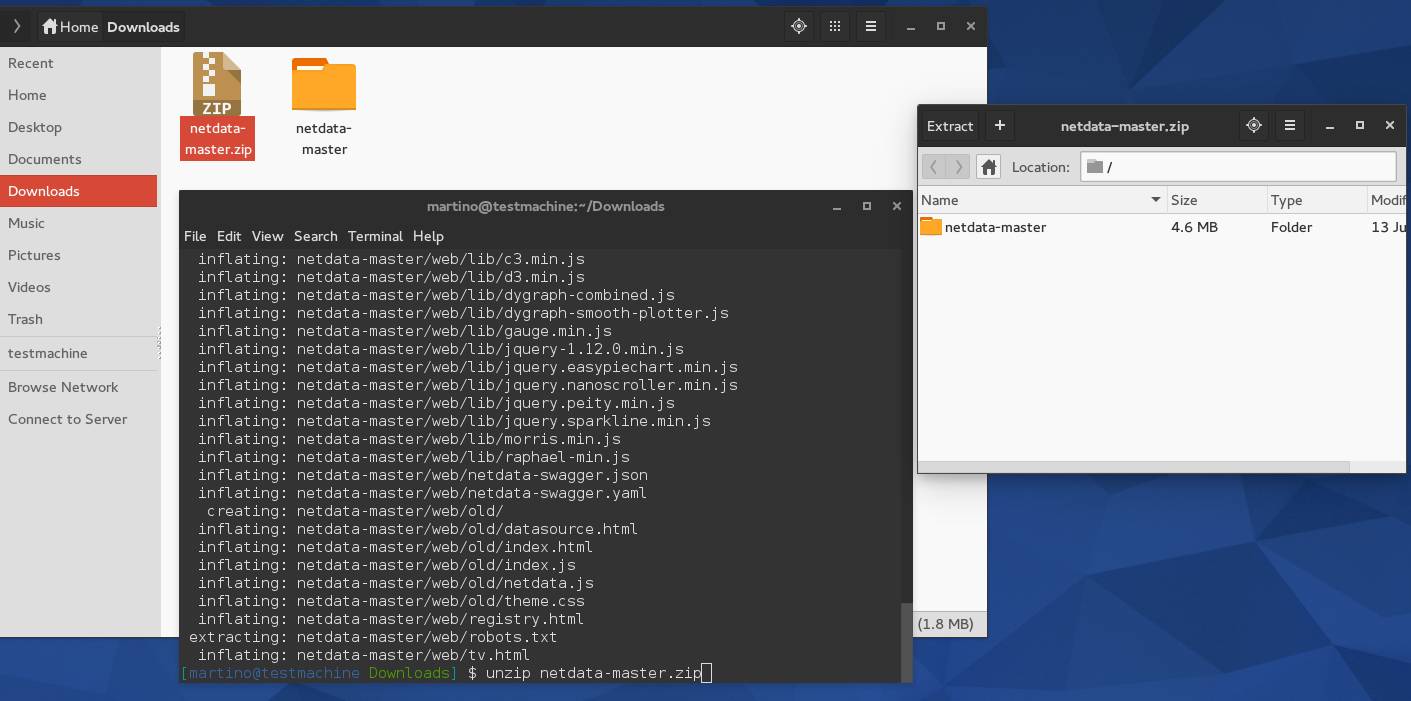 Home Downloads
Recent
Home
Desktop
Documents
Downloads
Music
Pictures
Videos
Trash
testmachine
Browse Network
Connect to Server
ZIP
netdata-
master.zip
netdata-
master
(1.8 MB)
martino@testmachine:~/Downloads
File Edit View Search Terminal Help
inflating: netdata-master/web/lib/c3.min.js
inflating: netdata-master/web/lib/d3.min.js
inflating: netdata-master/web/lib/dygraph-combined.js
inflating: netdata-master/web/lib/dygraph-smooth-plotter.js
inflating: netdata-master/web/lib/gauge.min.js
inflating: netdata-master/web/lib/jquery-1.12.0.min.js
inflating: netdata-master/web/lib/jquery.easypiechart.min.js
inflating: netdata-master/web/lib/jquery.nanoscroller.min.js
inflating: netdata-master/web/lib/jquery.peity.min.js
inflating: netdata-master/web/lib/jquery.sparkline.min.js
inflating: netdata-master/web/lib/morris.min.js
inflating: netdata-master/web/lib/raphael-min.js
inflating: netdata-master/web/netdata-swagger.json
inflating: netdata-master/web/netdata-swagger.yaml
creating: netdata-master/web/old/
inflating: netdata-master/web/old/datasource.html
inflating: netdata-master/web/old/index.html
inflating: netdata-master/web/old/index.js
inflating: netdata-master/web/old/netdata.js
inflating: netdata-master/web/old/theme.css
inflating: netdata-master/web/registry.html
extracting: netdata-master/web/robots.txt
inflating: netdata-master/web/tv.html
[martino@testmachine Downloads] $ unzip netdata-master.zip
Extract + netdata-master.zip
Location: /
Name Size Type Modif
netdata-master 4.6 MB Folder 13 Ju